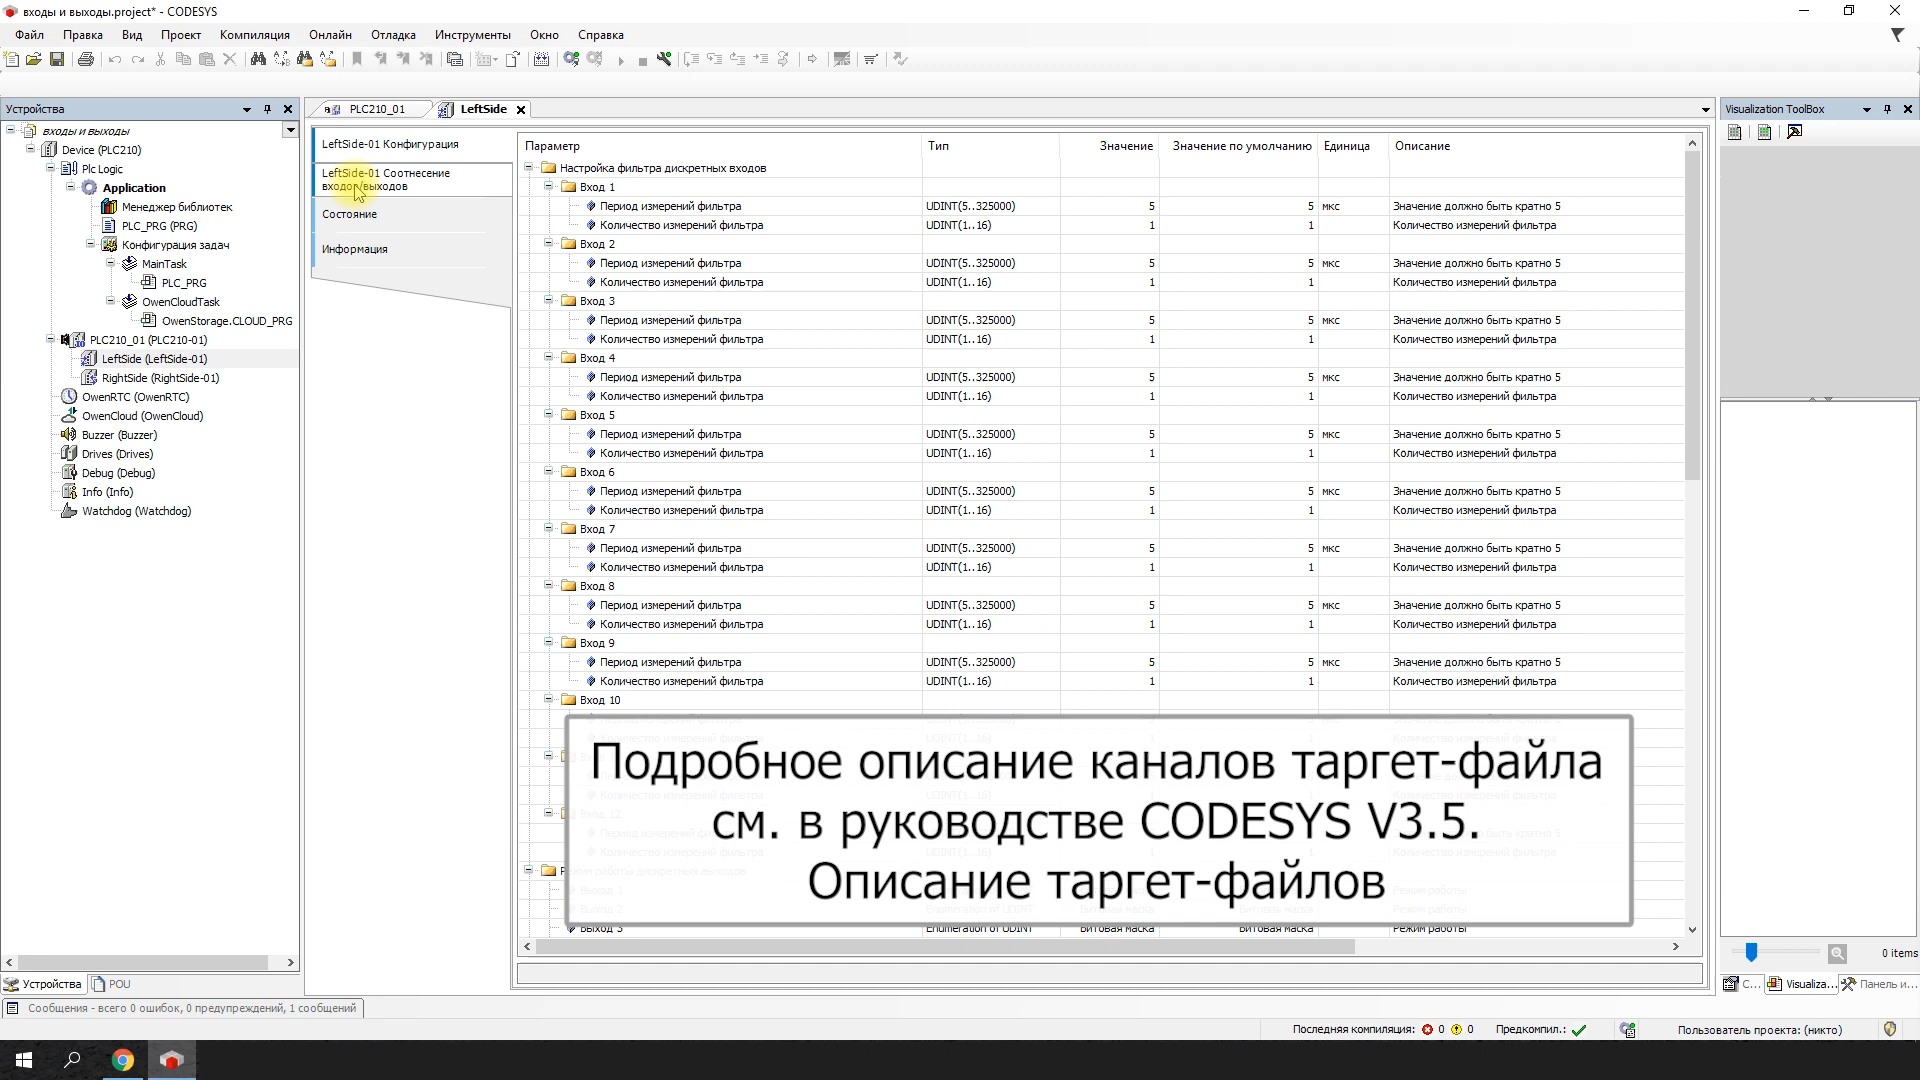 входы и выходы.project* - CODESYS
Файл Правка Вид Проект Компиляция Онлайн Отладка Инструменты Окно Справка
Устройства
входы и выходы
Device (PLC210)
Plc Logic
Application
Менеджер библиотек
PLC_PRG (PRG)
Конфигурация задач
MainTask
PLC_PRG
OwenCloudTask
OwenStorage.CLOUD_PRG
PLC210_01 (PLC210-01)
LeftSide (LeftSide-01)
RightSide (RightSide-01)
OwenRTC (OwenRTC)
OwenCloud (OwenCloud)
Buzzer (Buzzer)
Drives (Drives)
Debug (Debug)
Info (Info)
Watchdog (Watchdog)
Устройства POU
PLC210_01 LeftSide
LeftSide-01 Конфигурация
LeftSide-01 Соотнесение
входов/выходов
Состояние
Информация
Параметр Тип Значение Значение по умолчанию Единица Описание
Настройка фильтра дискретных входов
Вход 1
Период измерений фильтра UDINT(5..325000) 5 5 мкс Значение должно быть кратно 5
Количество измерений фильтра UDINT(1..16) 1 1 Количество измерений фильтра
Вход 2
Период измерений фильтра UDINT(5..325000) 5 5 мкс Значение должно быть кратно 5
Количество измерений фильтра UDINT(1..16) 1 1 Количество измерений фильтра
Вход 3
Период измерений фильтра UDINT(5..325000) 5 5 мкс Значение должно быть кратно 5
Количество измерений фильтра UDINT(1..16) 1 1 Количество измерений фильтра
Вход 4
Период измерений фильтра UDINT(5..325000) 5 5 мкс Значение должно быть кратно 5
Количество измерений фильтра UDINT(1..16) 1 1 Количество измерений фильтра
Вход 5
Период измерений фильтра UDINT(5..325000) 5 5 мкс Значение должно быть кратно 5
Количество измерений фильтра UDINT(1..16) 1 1 Количество измерений фильтра
Вход 6
Период измерений фильтра UDINT(5..325000) 5 5 мкс Значение должно быть кратно 5
Количество измерений фильтра UDINT(1..16) 1 1 Количество измерений фильтра
Вход 7
Период измерений фильтра UDINT(5..325000) 5 5 мкс Значение должно быть кратно 5
Количество измерений фильтра UDINT(1..16) 1 1 Количество измерений фильтра
Вход 8
Период измерений фильтра UDINT(5..325000) 5 5 мкс Значение должно быть кратно 5
Количество измерений фильтра UDINT(1..16) 1 1 Количество измерений фильтра
Вход 9
Период измерений фильтра UDINT(5..325000) 5 5 мкс Значение должно быть кратно 5
Количество измерений фильтра UDINT(1..16) 1 1 Количество измерений фильтра
Вход 10
Подробное описание каналов таргет-файла
см. в руководстве CODESYS V3.5.
Описание таргет-файлов
Выход 3 Enumeration of UDINT Битовая маска Битовая маска Режим работы
Visualization ToolBox
0 items
С... Visualiza... Панель и...
Сообщения - всего 0 ошибок, 0 предупреждений, 1 сообщений
Последняя компиляция: 0 0 Предкомпил.: Пользователь проекта: (никто)